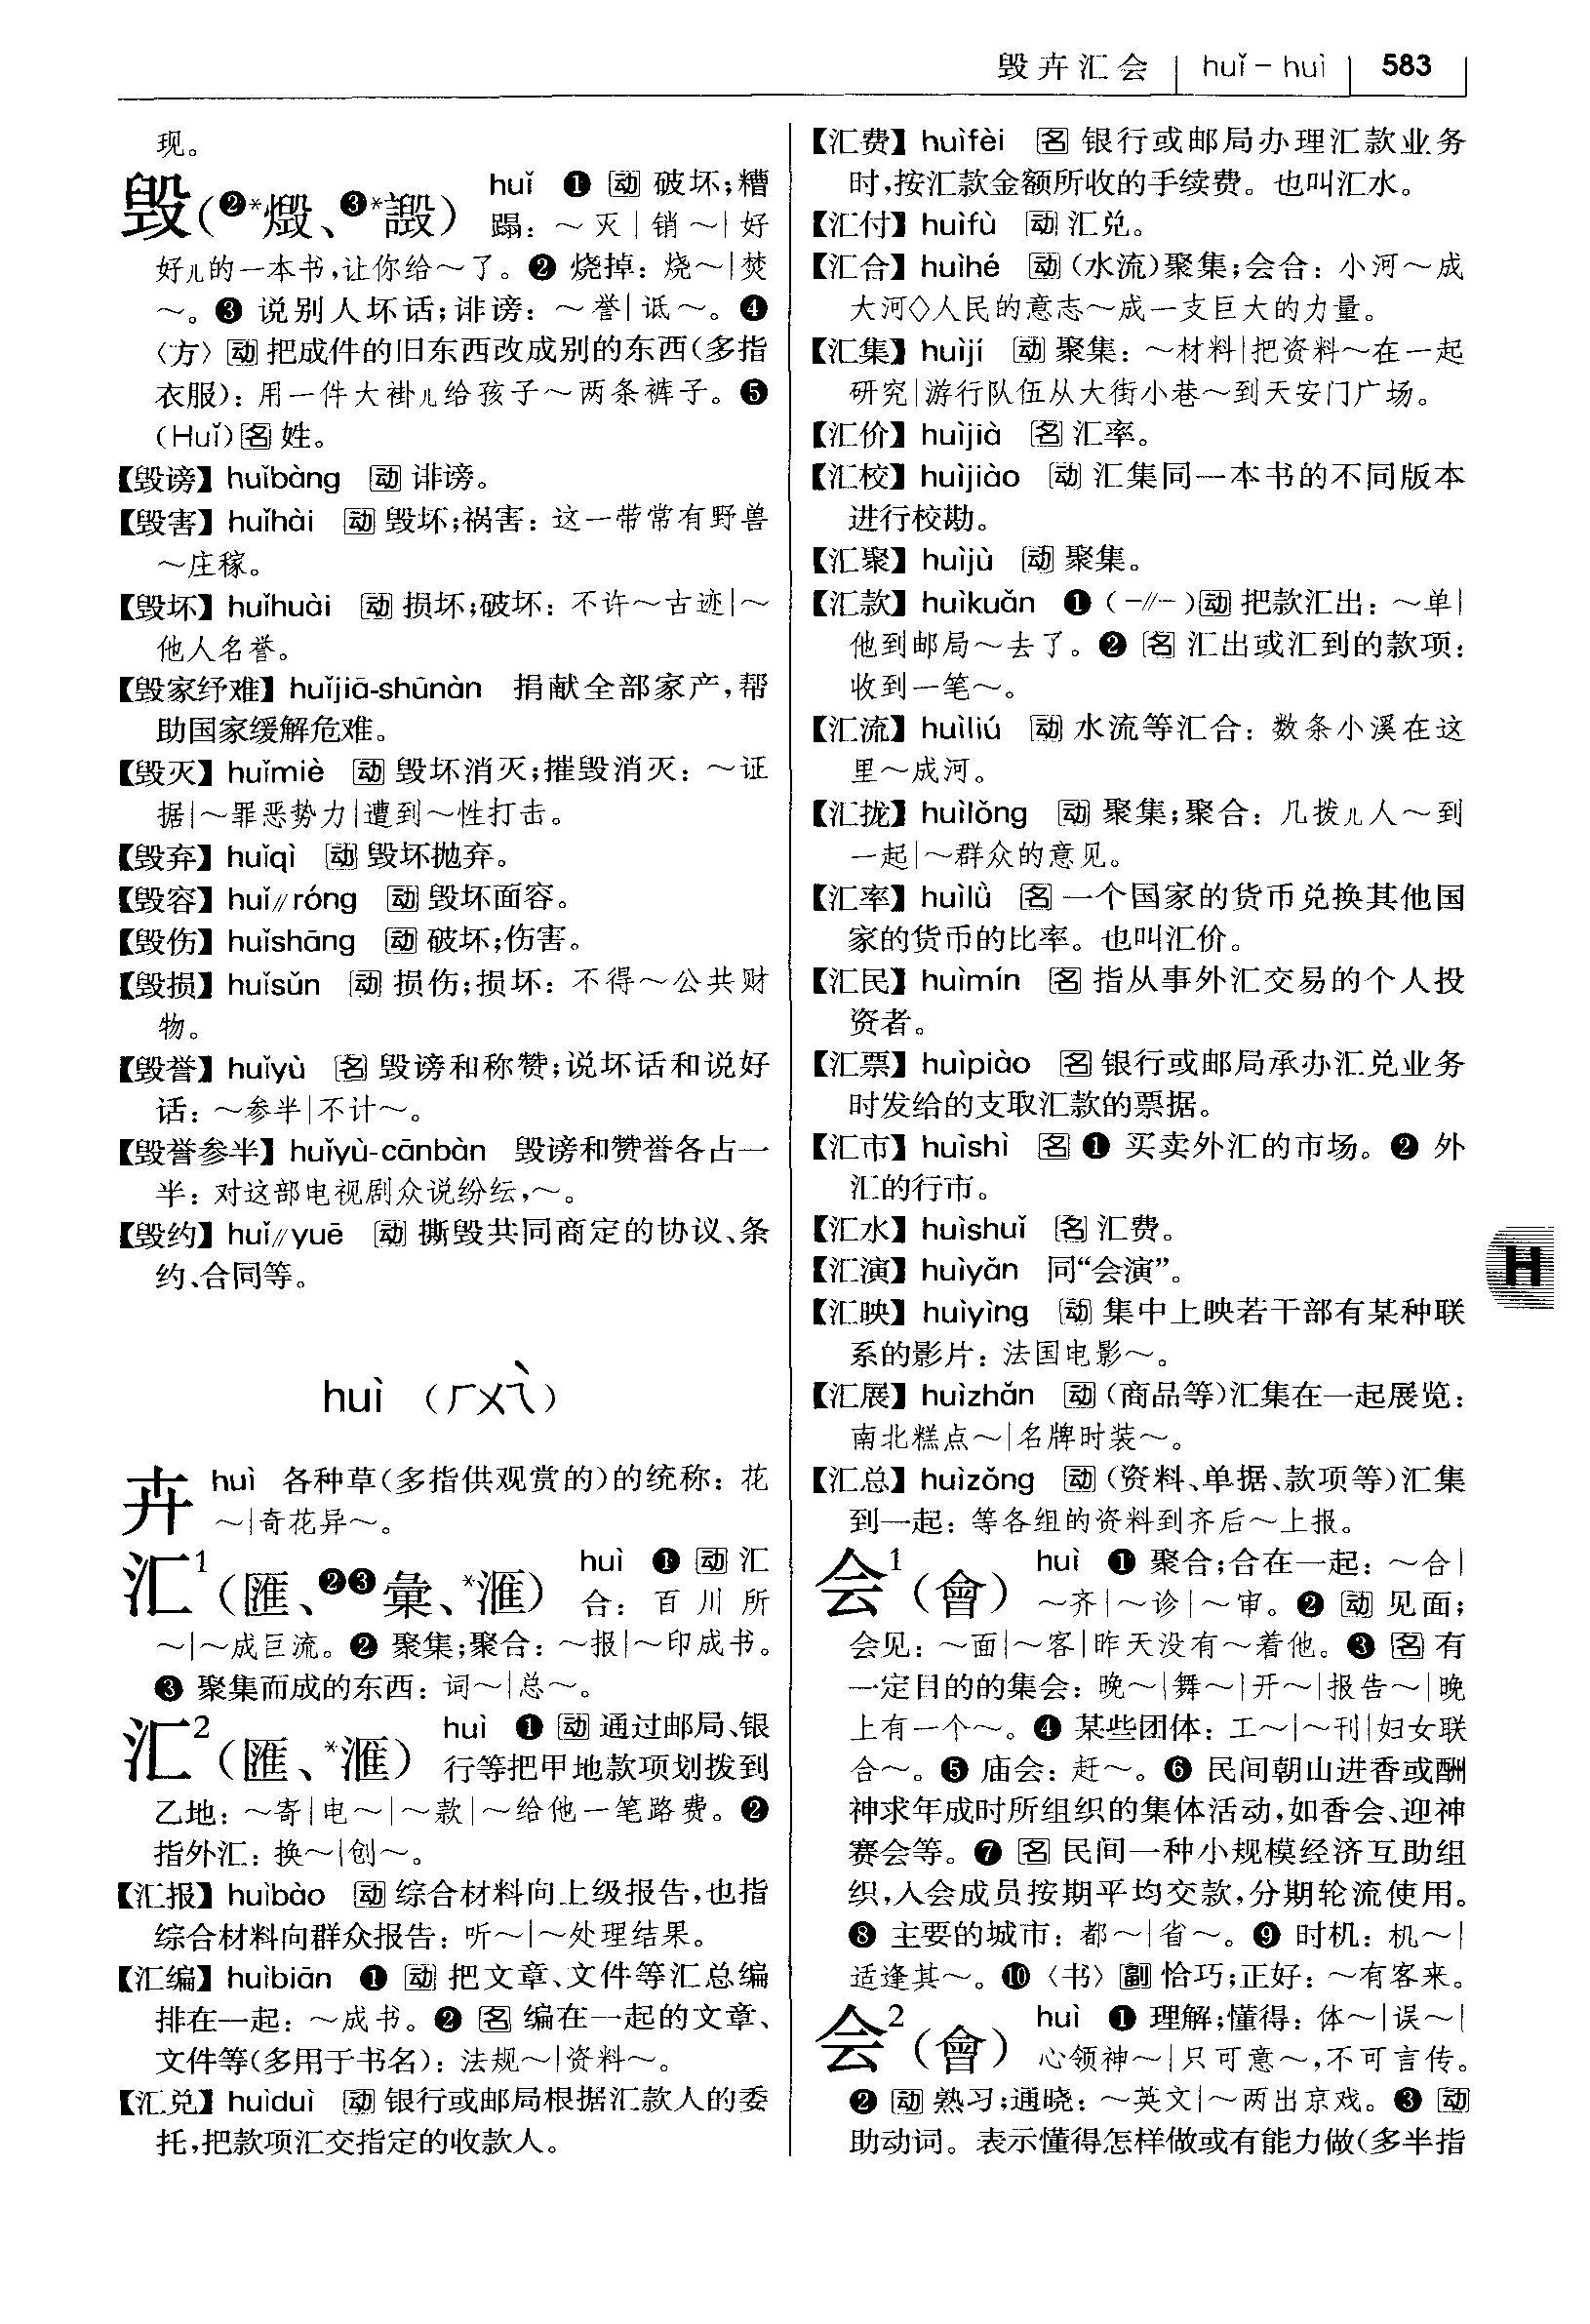 毁卉汇会 | huǐ – huì | 583
现。
毁(❷*燬、❸*譭) huǐ ❶ 动 破坏;糟
蹋：～灭|销～|好
好儿的一本书,让你给～了。❷ 烧掉：烧～|焚
～。❸ 说别人坏话;诽谤：～誉|诋～。❹
〈方〉动 把成件的旧东西改成别的东西(多指
衣服)：用一件大褂儿给孩子～两条裤子。❺
(Huǐ)名 姓。
【毁谤】huǐbàng 动 诽谤。
【毁害】huǐhài 动 毁坏;祸害：这一带常有野兽
～庄稼。
【毁坏】huǐhuài 动 损坏;破坏：不许～古迹|～
他人名誉。
【毁家纾难】huǐjiā-shūnàn 捐献全部家产,帮
助国家缓解危难。
【毁灭】huǐmiè 动 毁坏消灭;摧毁消灭：～证
据|～罪恶势力|遭到～性打击。
【毁弃】huǐqì 动 毁坏抛弃。
【毁容】huǐ//róng 动 毁坏面容。
【毁伤】huǐshāng 动 破坏;伤害。
【毁损】huǐsǔn 动 损伤;损坏：不得～公共财
物。
【毁誉】huǐyù 名 毁谤和称赞;说坏话和说好
话：～参半|不计～。
【毁誉参半】huǐyù-cānbàn 毁谤和赞誉各占一
半：对这部电视剧众说纷纭,～。
【毁约】huǐ//yuē 动 撕毁共同商定的协议、条
约、合同等。
huì (ㄏㄨㄟˋ)
卉 huì 各种草(多指供观赏的)的统称：花
～|奇花异～。
汇1(匯、❷❸彙、*滙) huì ❶ 动 汇
合：百川所
～|～成巨流。❷ 聚集;聚合：～报|～印成书。
❸ 聚集而成的东西：词～|总～。
汇2(匯、*滙) huì ❶ 动 通过邮局、银
行等把甲地款项划拨到
乙地：～寄|电～|～款|～给他一笔路费。❷
指外汇：换～|创～。
【汇报】huìbào 动 综合材料向上级报告,也指
综合材料向群众报告：听～|～处理结果。
【汇编】huìbiān ❶ 动 把文章、文件等汇总编
排在一起：～成书。❷ 名 编在一起的文章、
文件等(多用于书名)：法规～|资料～。
【汇兑】huìduì 动 银行或邮局根据汇款人的委
托,把款项汇交指定的收款人。
【汇费】huìfèi 名 银行或邮局办理汇款业务
时,按汇款金额所收的手续费。也叫汇水。
【汇付】huìfù 动 汇兑。
【汇合】huìhé 动 (水流)聚集;会合：小河～成
大河◇人民的意志～成一支巨大的力量。
【汇集】huìjí 动 聚集：～材料|把资料～在一起
研究|游行队伍从大街小巷～到天安门广场。
【汇价】huìjià 名 汇率。
【汇校】huìjiào 动 汇集同一本书的不同版本
进行校勘。
【汇聚】huìjù 动 聚集。
【汇款】huìkuǎn ❶ (-//-)动 把款汇出：～单|
他到邮局～去了。❷ 名 汇出或汇到的款项：
收到一笔～。
【汇流】huìliú 动 水流等汇合：数条小溪在这
里～成河。
【汇拢】huìlǒng 动 聚集;聚合：几拨儿人～到
一起|～群众的意见。
【汇率】huìlǜ 名 一个国家的货币兑换其他国
家的货币的比率。也叫汇价。
【汇民】huìmín 名 指从事外汇交易的个人投
资者。
【汇票】huìpiào 名 银行或邮局承办汇兑业务
时发给的支取汇款的票据。
【汇市】huìshì 名 ❶ 买卖外汇的市场。❷ 外
汇的行市。
【汇水】huìshuǐ 名 汇费。
【汇演】huìyǎn 同“会演”。
【汇映】huìyìng 动 集中上映若干部有某种联
系的影片：法国电影～。
【汇展】huìzhǎn 动 (商品等)汇集在一起展览：
南北糕点～|名牌时装～。
【汇总】huìzǒng 动 (资料、单据、款项等)汇集
到一起：等各组的资料到齐后～上报。
会1(會) huì ❶ 聚合;合在一起：～合|
～齐|～诊|～审。❷ 动 见面;
会见：～面|～客|昨天没有～着他。❸ 名 有
一定目的的集会：晚～|舞～|开～|报告～|晚
上有一个～。❹ 某些团体：工～|～刊|妇女联
合～。❺ 庙会：赶～。❻ 民间朝山进香或酬
神求年成时所组织的集体活动,如香会、迎神
赛会等。❼ 名 民间一种小规模经济互助组
织,入会成员按期平均交款,分期轮流使用。
❽ 主要的城市：都～|省～。❾ 时机：机～|
适逢其～。❿〈书〉副 恰巧;正好：～有客来。
会2(會) huì ❶ 理解;懂得：体～|误～|
心领神～|只可意～,不可言传。
❷ 动 熟习;通晓：～英文|～两出京戏。❸ 动
助动词。表示懂得怎样做或有能力做(多半指
H